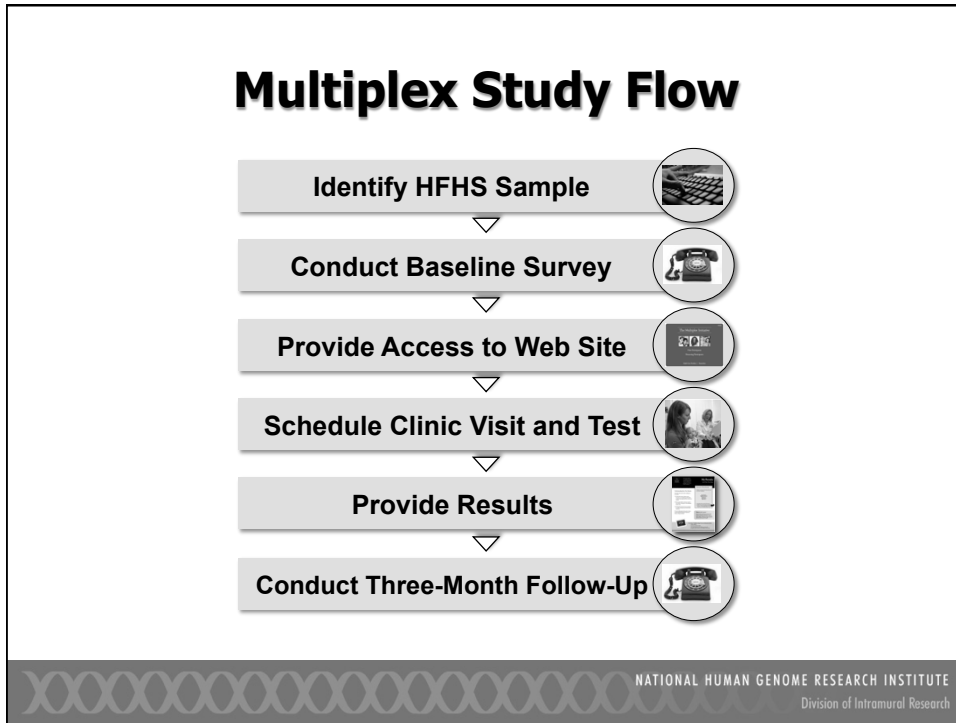 Multiplex Study Flow
Identify HFHS Sample
Conduct Baseline Survey
Provide Access to Web Site
Schedule Clinic Visit and Test
Provide Results
Conduct Three-Month Follow-Up
NATIONAL HUMAN GENOME RESEARCH INSTITUTE
Division of Intramural Research